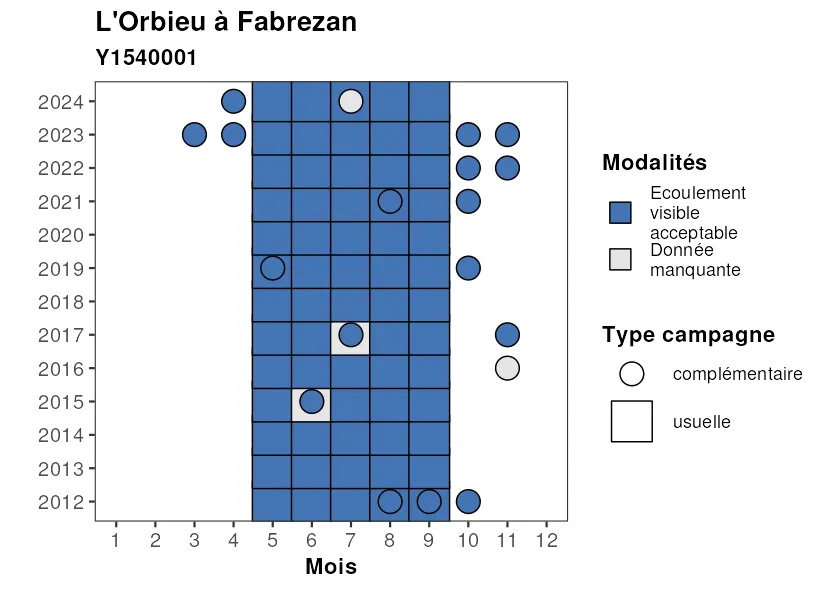 L'Orbieu à Fabrezan
Y1540001
2024
2023
2022
2021
2020
2019
2018
2017
2016
2015
2014
2013
2012
1 2 3 4 5 6 7 8 9 10 11 12
Mois
Modalités
Ecoulement
visible
acceptable
Donnée
manquante
Type campagne
complémentaire
usuelle